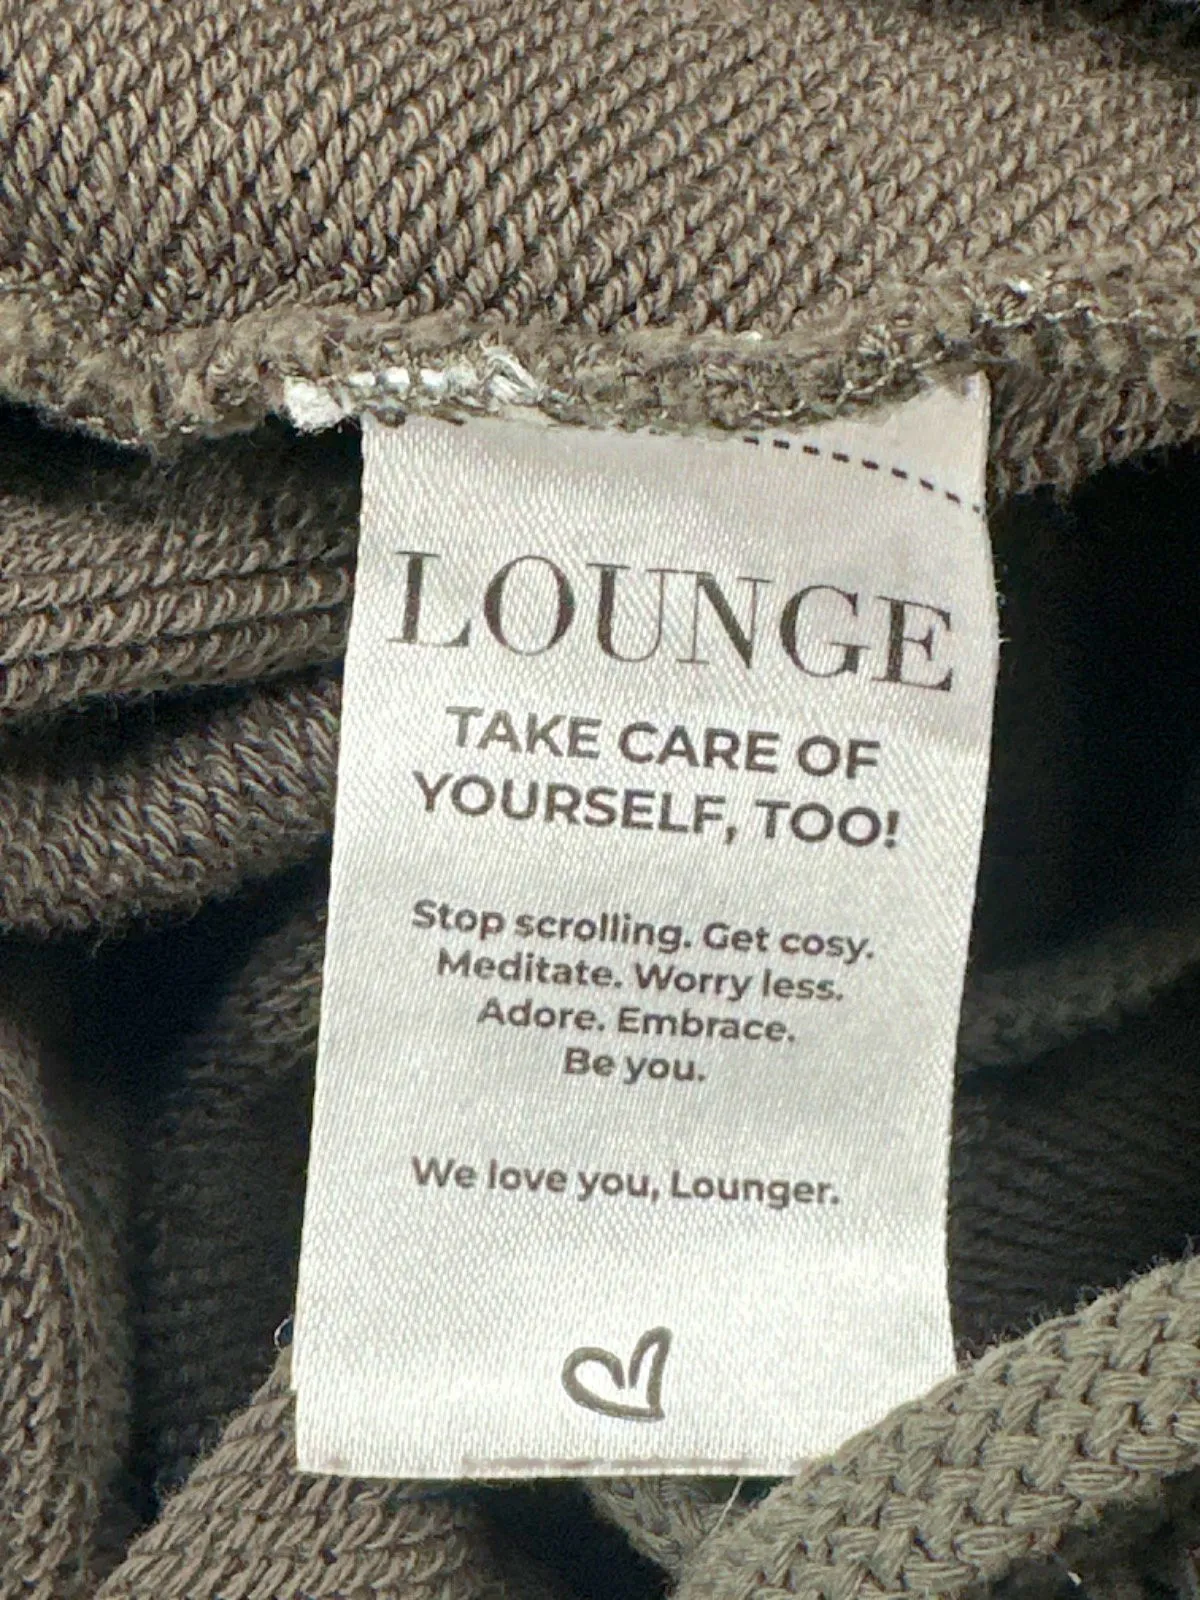 LOUNGE
TAKE CARE OF
YOURSELF, TOO!
Stop scrolling. Get cosy.
Meditate. Worry less.
Adore. Embrace.
Be you.
We love you, Lounger.